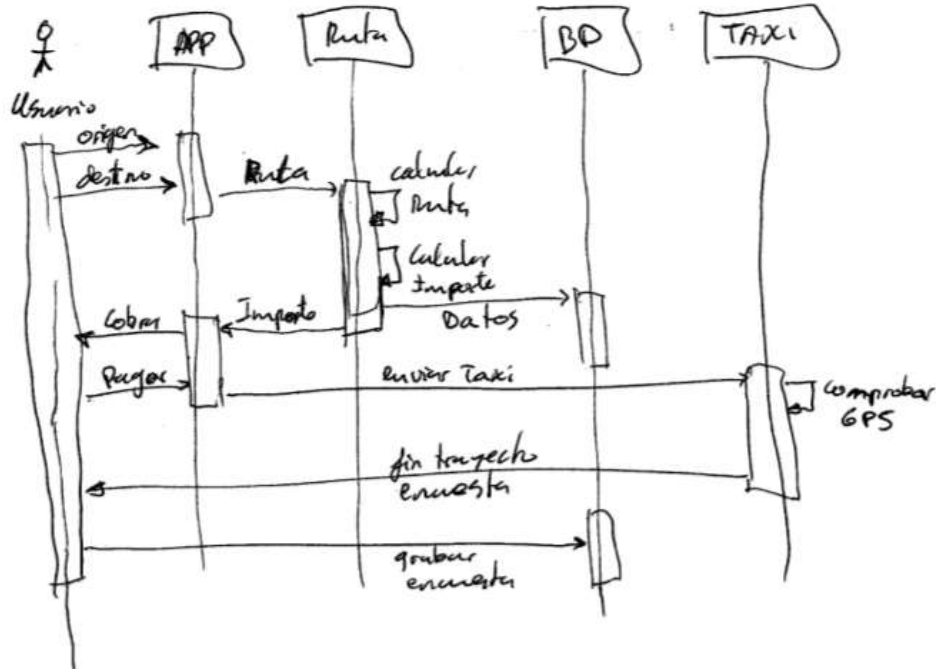 APP
Ruta
BD
TAXI
Usuario
origen
destino
Ruta
calcular
Ruta
Calcular
Importe
Datos
Importe
Cobrar
Pagar
enviar Taxi
comprobar
GPS
fin trayecto
encuesta
grabar
encuesta